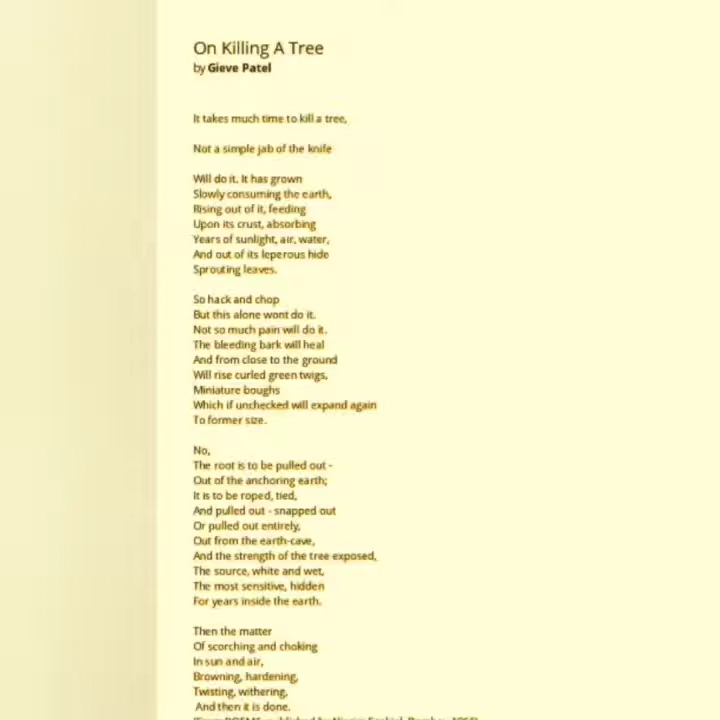 On Killing A Tree
by Gieve Patel
It takes much time to kill a tree,
Not a simple jab of the knife
Will do it. It has grown
Slowly consuming the earth,
Rising out of it, feeding
Upon its crust, absorbing
Years of sunlight, air, water,
And out of its leperous hide
Sprouting leaves.
So hack and chop
But this alone wont do it.
Not so much pain will do it.
The bleeding bark will heal
And from close to the ground
Will rise curled green twigs,
Miniature boughs
Which if unchecked will expand again
To former size.
No,
The root is to be pulled out -
Out of the anchoring earth;
It is to be roped, tied,
And pulled out - snapped out
Or pulled out entirely,
Out from the earth-cave,
And the strength of the tree exposed,
The source, white and wet,
The most sensitive, hidden
For years inside the earth.
Then the matter
Of scorching and choking
In sun and air,
Browning, hardening,
Twisting, withering,
And then it is done.